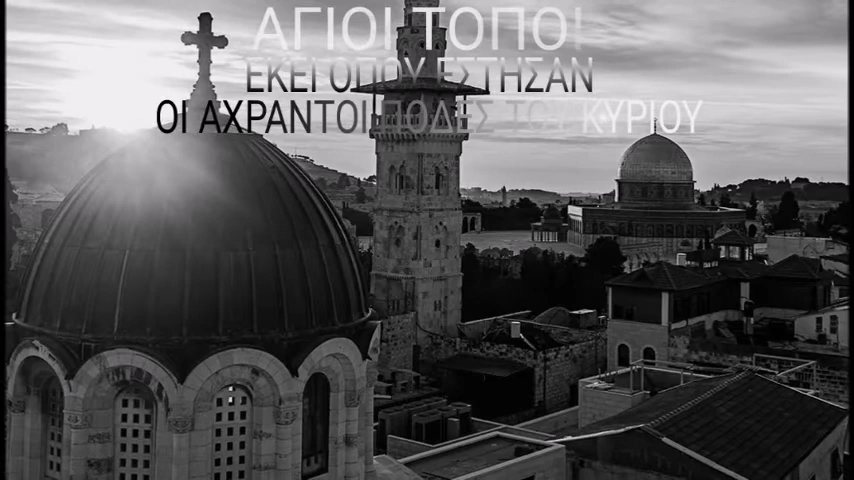 ΑΓΙΟΙ ΤΟΠΟΙ
ΕΚΕΙ ΟΠΟΥ ΕΣΤΗΣΑΝ
ΟΙ ΑΧΡΑΝΤΟΙ ΠΟΔΕΣ ΤΟΥ ΚΥΡΙΟΥ